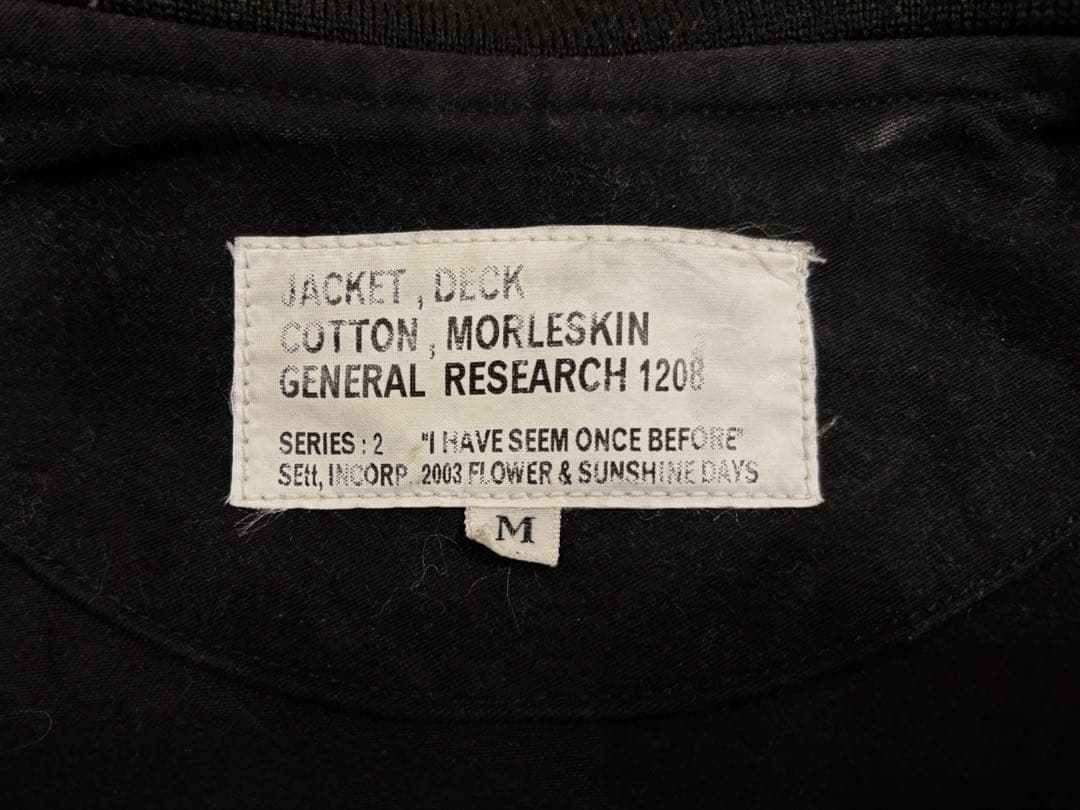 JACKET, DECK
COTTON, MORLESKIN
GENERAL RESEARCH 1208
SERIES : 2 "I HAVE SEEM ONCE BEFORE"
SEtt, INCORP. 2003 FLOWER & SUNSHINE DAYS
M